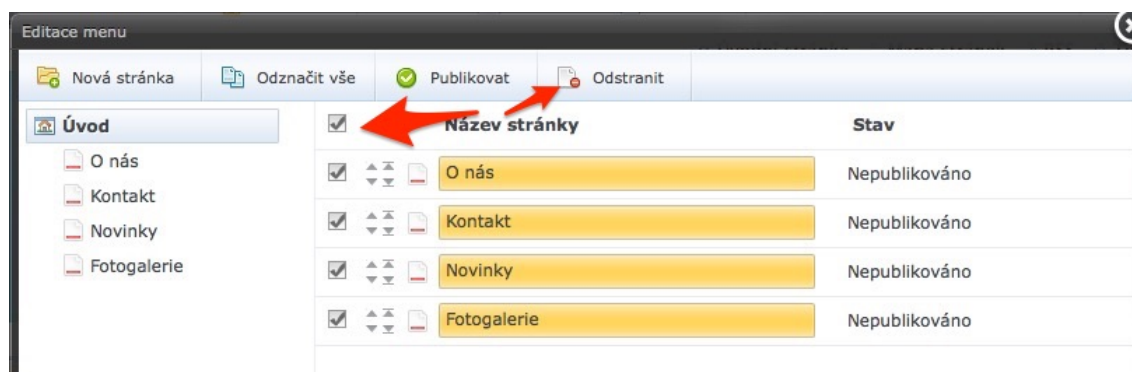 Editace menu
Nová stránka Odznačit vše Publikovat Odstranit
Úvod
O nás
Kontakt
Novinky
Fotogalerie
Název stránky Stav
O nás Nepublikováno
Kontakt Nepublikováno
Novinky Nepublikováno
Fotogalerie Nepublikováno